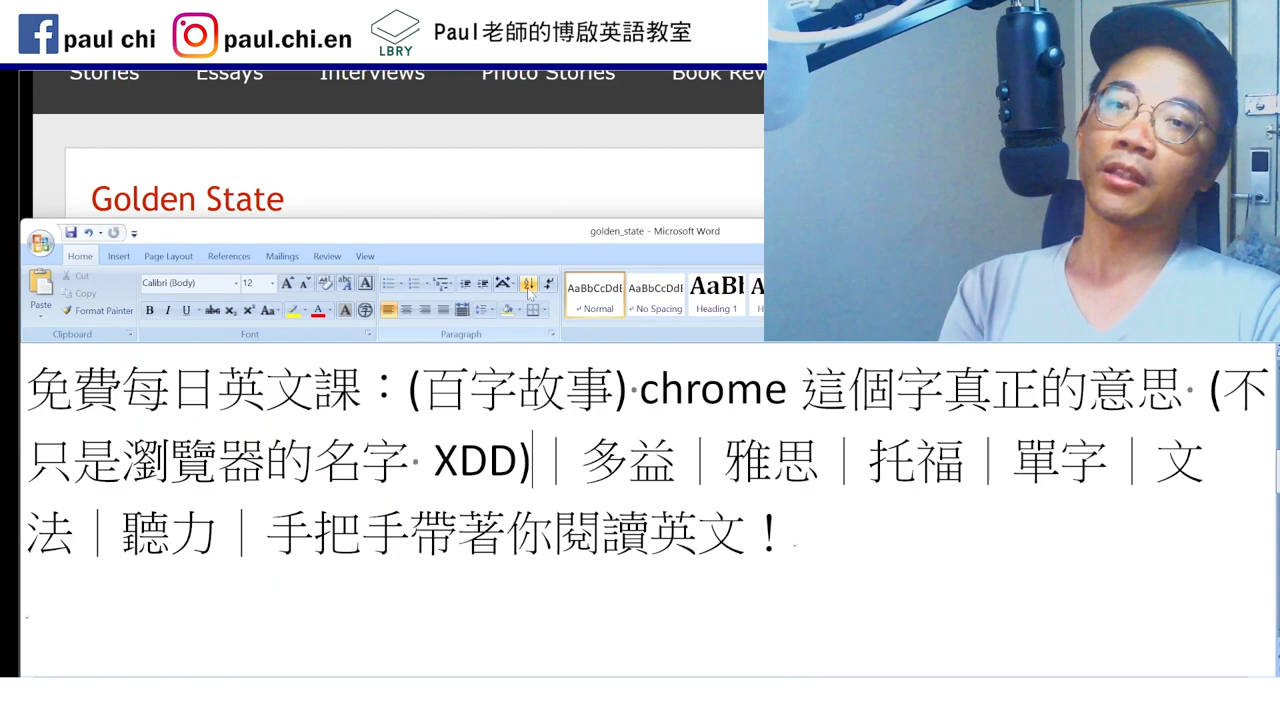 paul chi
paul.chi.en
LBRY
Paul老師的博啟英語教室
Stories Essays Interviews Photo Stories Book Rev
Golden State
golden_state - Microsoft Word
Home Insert Page Layout References Mailings Review View
Cut
Copy
Format Painter
Paste
Clipboard
Calibri (Body) 12
Font
Paragraph
AaBbCcDdE AaBbCcDdE AaBbC
Normal No Spacing Heading 1
免費每日英文課：(百字故事) chrome 這個字真正的意思 (不
只是瀏覽器的名字 XDD)｜多益｜雅思｜托福｜單字｜文
法｜聽力｜手把手帶著你閱讀英文！